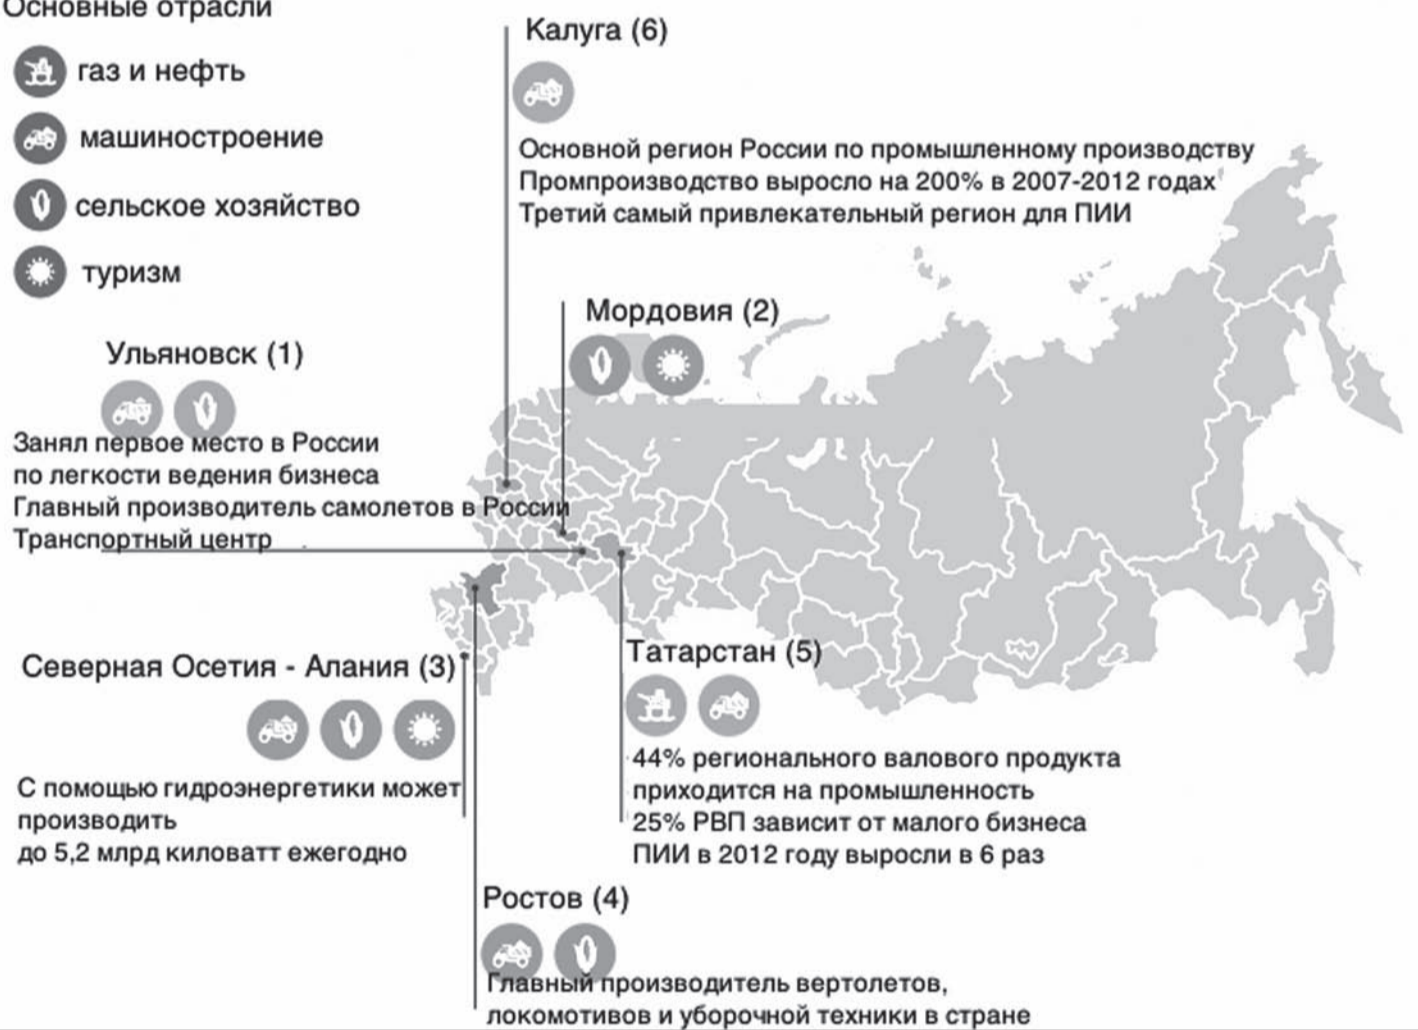 Основные отрасли
газ и нефть
машиностроение
сельское хозяйство
туризм
Калуга (6)
Основной регион России по промышленному производству
Промпроизводство выросло на 200% в 2007-2012 годах
Третий самый привлекательный регион для ПИИ
Мордовия (2)
Ульяновск (1)
Занял первое место в России
по легкости ведения бизнеса
Главный производитель самолетов в России
Транспортный центр
Северная Осетия - Алания (3)
С помощью гидроэнергетики может
производить
до 5,2 млрд киловатт ежегодно
Татарстан (5)
44% регионального валового продукта
приходится на промышленность
25% РВП зависит от малого бизнеса
ПИИ в 2012 году выросли в 6 раз
Ростов (4)
Главный производитель вертолетов,
локомотивов и уборочной техники в стране